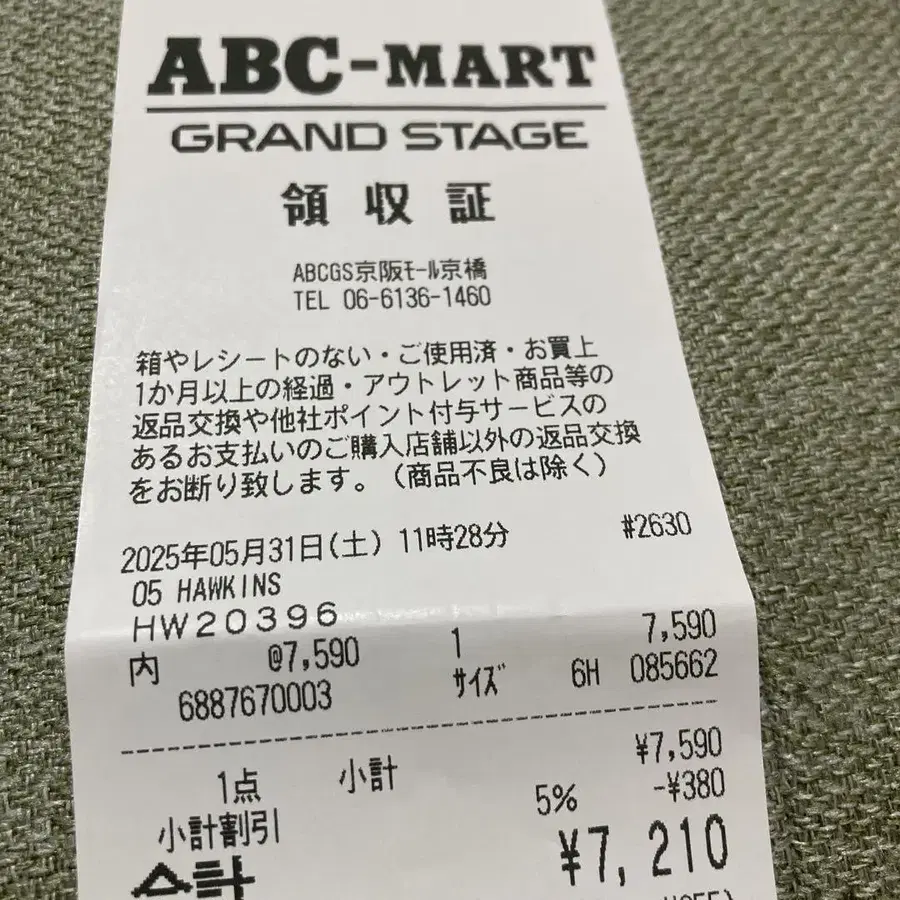 ABC-MART
GRAND STAGE
領収証
ABCGS京阪ﾓｰﾙ京橋
TEL 06-6136-1460
箱やレシートのない・ご使用済・お買上
1か月以上の経過・アウトレット商品等の
返品交換や他社ポイント付与サービスの
あるお支払いのご購入店舗以外の返品交換
をお断り致します。（商品不良は除く）
2025年05月31日(土) 11時28分 #2630
05 HAWKINS
HW20396
内 @7,590 1 7,590
6887670003 ｻｲｽﾞ 6H 085662
1点 小計 ¥7,590
小計割引 5% -¥380
合計 ¥7,210